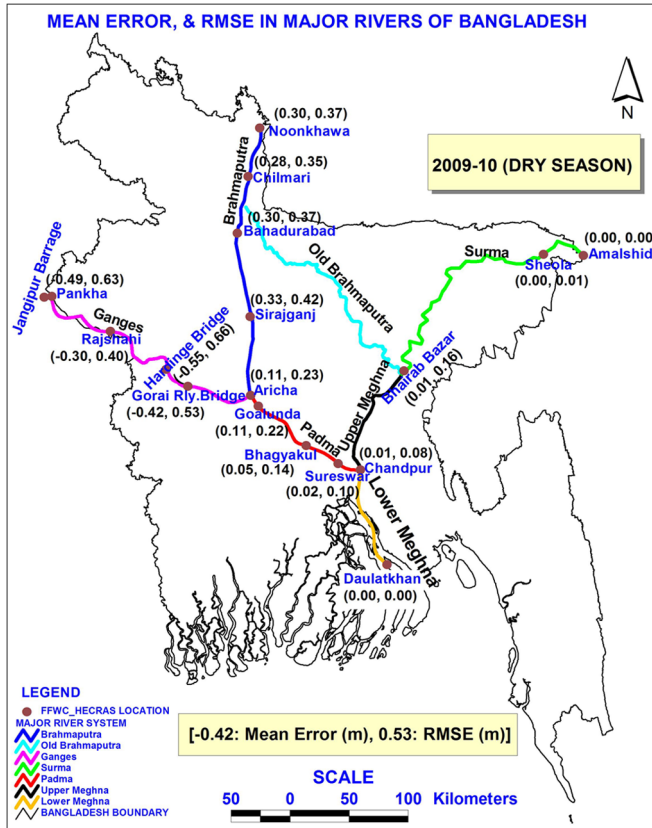 MEAN ERROR, & RMSE IN MAJOR RIVERS OF BANGLADESH
N
2009-10 (DRY SEASON)
(0.30, 0.37)
Noonkhawa
(0.28, 0.35)
Chilmari
Brahmaputra
(0.30, 0.37)
Bahadurabad
Old Brahmaputra
Surma
(0.00, 0.00
Amalshid
Sheola
(0.00, 0.01)
Jangipur Barrage
(-0.49, 0.63)
Pankha
Ganges
Rajshahi
(-0.30, 0.40)
(0.33, 0.42)
Sirajganj
Hardinge Bridge
(-0.55, 0.66)
Gorai Rly.Bridge
(-0.42, 0.53)
(0.11, 0.23)
Aricha
Goalunda
(0.11, 0.22)
Bhairab Bazar
(0.01, 0.16)
Upper Meghna
Padma
Bhagyakul
(0.05, 0.14)
Sureswar
(0.02, 0.10)
(0.01, 0.08)
Chandpur
Lower Meghna
Daulatkhan
(0.00, 0.00)
LEGEND
FFWC_HECRAS LOCATION
MAJOR RIVER SYSTEM
Brahmaputra
Old Brahmaputra
Ganges
Surma
Padma
Upper Meghna
Lower Meghna
BANGLADESH BOUNDARY
[-0.42: Mean Error (m), 0.53: RMSE (m)]
SCALE
50 0 50 100 Kilometers